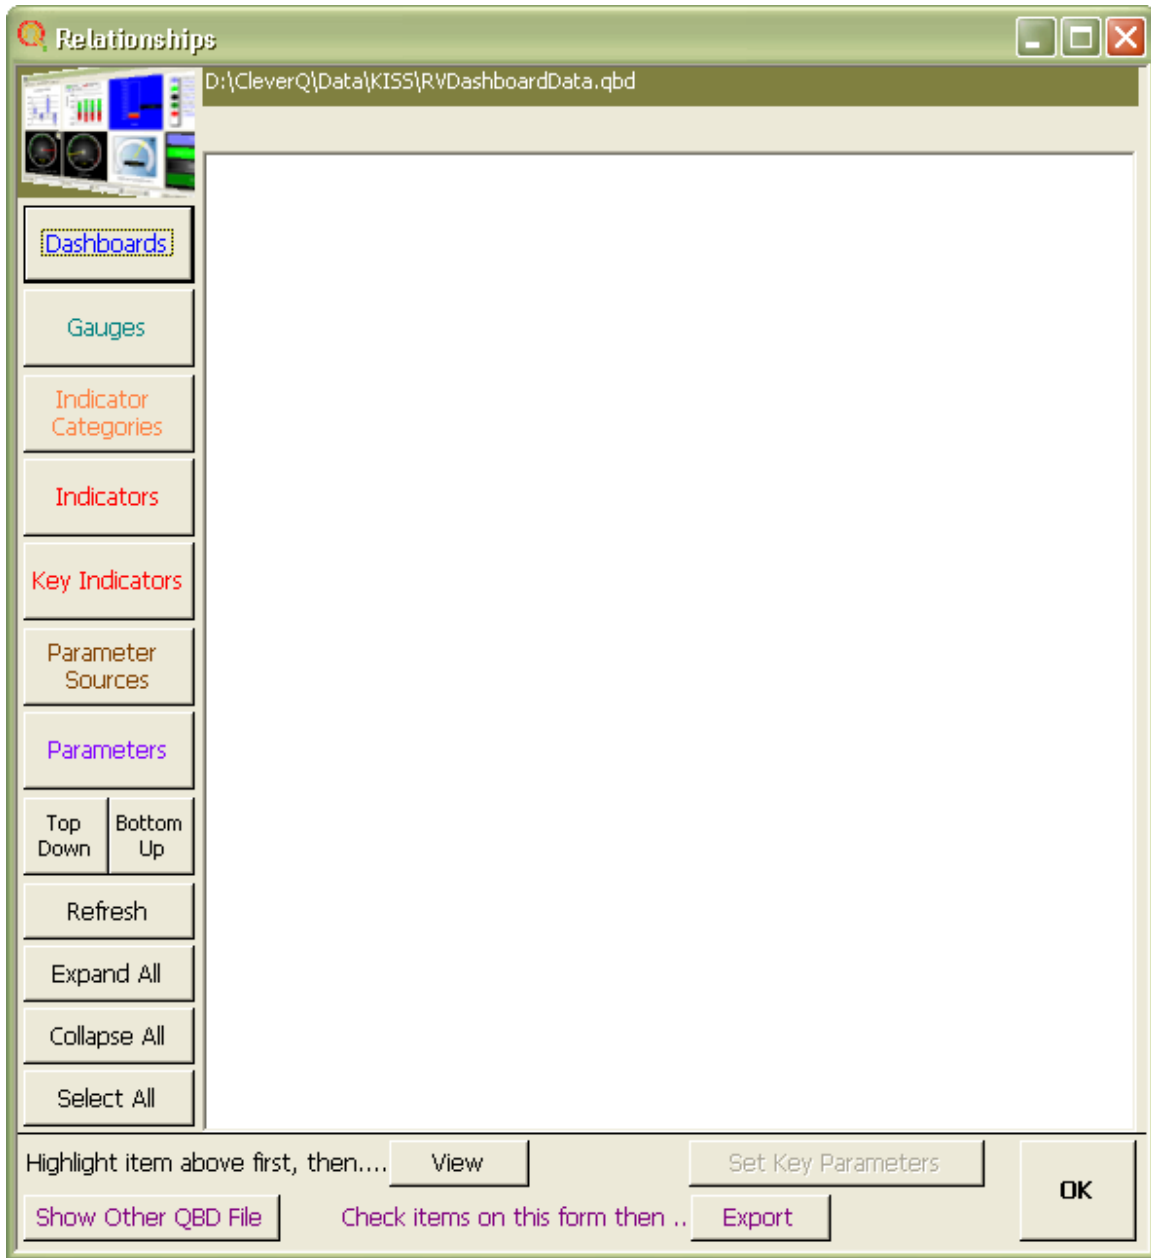 Relationships
D:\CleverQ\Data\KISS\RVDashboardData.qbd
Dashboards
Gauges
Indicator
Categories
Indicators
Key Indicators
Parameter
Sources
Parameters
Top
Down
Bottom
Up
Refresh
Expand All
Collapse All
Select All
Highlight item above first, then....
View
Set Key Parameters
OK
Show Other QBD File
Check items on this form then ..
Export